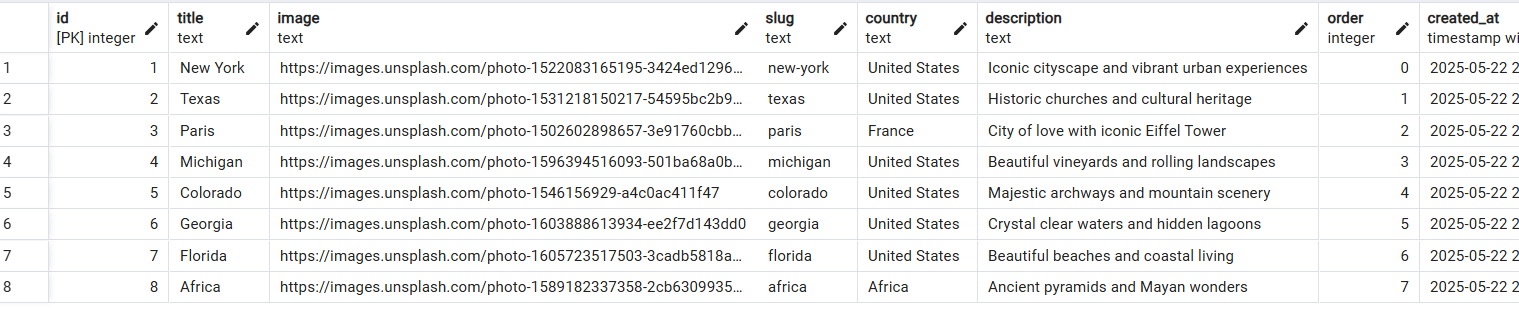 id title image slug country description order created_at
[PK] integer text text text text text integer timestamp wi
1 1 New York https://images.unsplash.com/photo-1522083165195-3424ed1296… new-york United States Iconic cityscape and vibrant urban experiences 0 2025-05-22 2
2 2 Texas https://images.unsplash.com/photo-1531218150217-54595bc2b9… texas United States Historic churches and cultural heritage 1 2025-05-22 2
3 3 Paris https://images.unsplash.com/photo-1502602898657-3e91760cbb… paris France City of love with iconic Eiffel Tower 2 2025-05-22 2
4 4 Michigan https://images.unsplash.com/photo-1596394516093-501ba68a0b… michigan United States Beautiful vineyards and rolling landscapes 3 2025-05-22 2
5 5 Colorado https://images.unsplash.com/photo-1546156929-a4c0ac411f47 colorado United States Majestic archways and mountain scenery 4 2025-05-22 2
6 6 Georgia https://images.unsplash.com/photo-1603888613934-ee2f7d143dd0 georgia United States Crystal clear waters and hidden lagoons 5 2025-05-22 2
7 7 Florida https://images.unsplash.com/photo-1605723517503-3cadb5818a… florida United States Beautiful beaches and coastal living 6 2025-05-22 2
8 8 Africa https://images.unsplash.com/photo-1589182337358-2cb6309935… africa Africa Ancient pyramids and Mayan wonders 7 2025-05-22 2